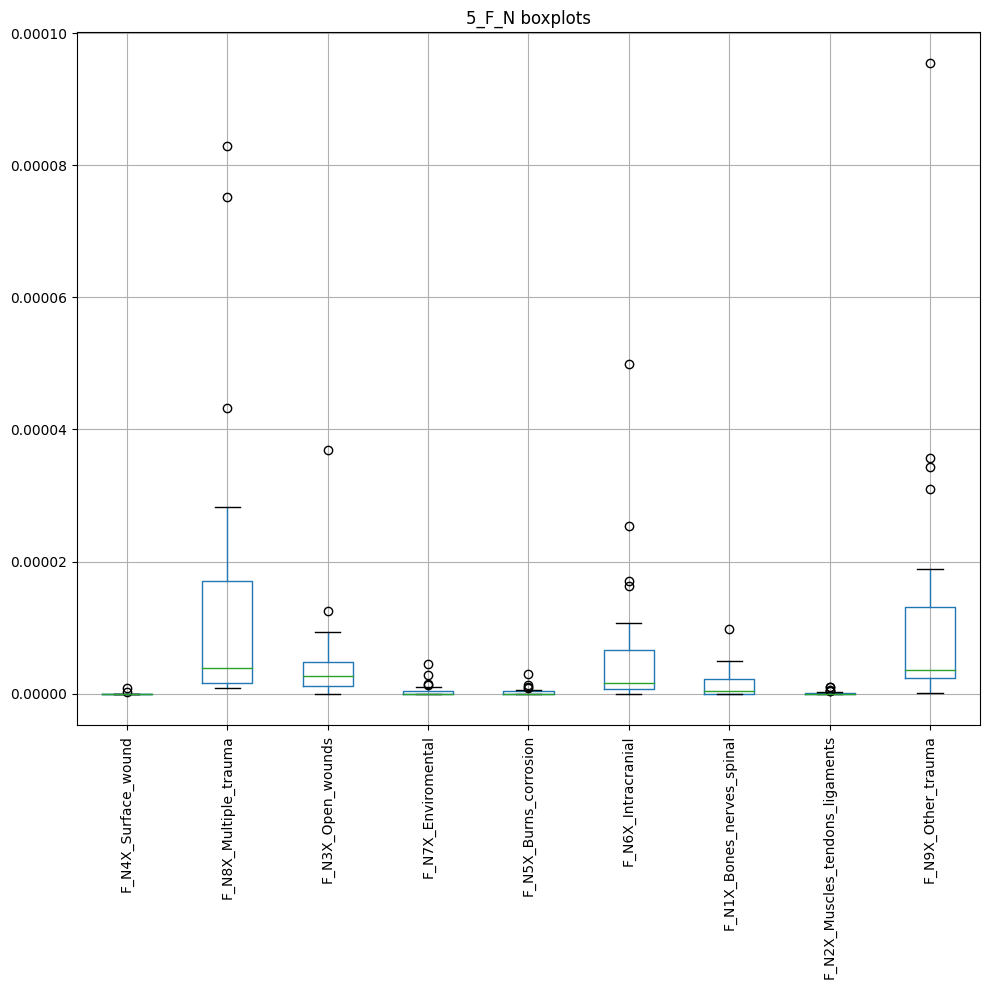 5_F_N boxplots
0.00010
0.00008
0.00006
0.00004
0.00002
0.00000
F_N4X_Surface_wound
F_N8X_Multiple_trauma
F_N3X_Open_wounds
F_N7X_Enviromental
F_N5X_Burns_corrosion
F_N6X_Intracranial
F_N1X_Bones_nerves_spinal
F_N2X_Muscles_tendons_ligaments
F_N9X_Other_trauma